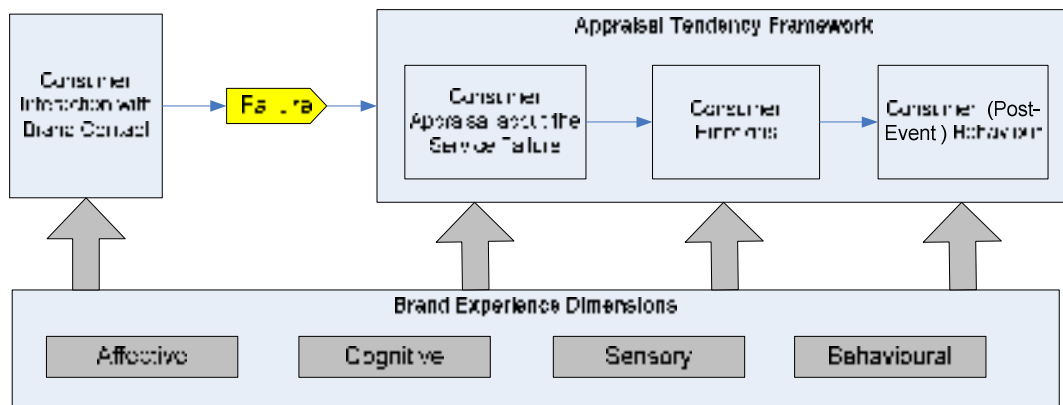 Appraisal Tendency Framework
Consumer
Interaction with
Brand Contact
Failure
Consumer
Appraisal about the
Service Failure
Consumer
Emotions
Consumer (Post-
Event ) Behaviour
Brand Experience Dimensions
Affective
Cognitive
Sensory
Behavioural